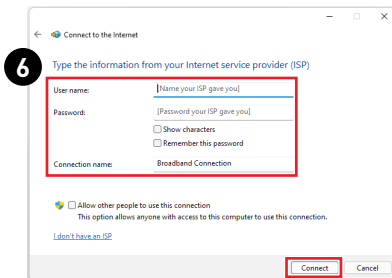 Connect to the Internet
6
Type the information from your Internet service provider (ISP)
User name: [Name your ISP gave you]
Password: [Password your ISP gave you]
Show characters
Remember this password
Connection name: Broadband Connection
Allow other people to use this connection
This option allows anyone with access to this computer to use this connection.
I don't have an ISP
Connect Cancel